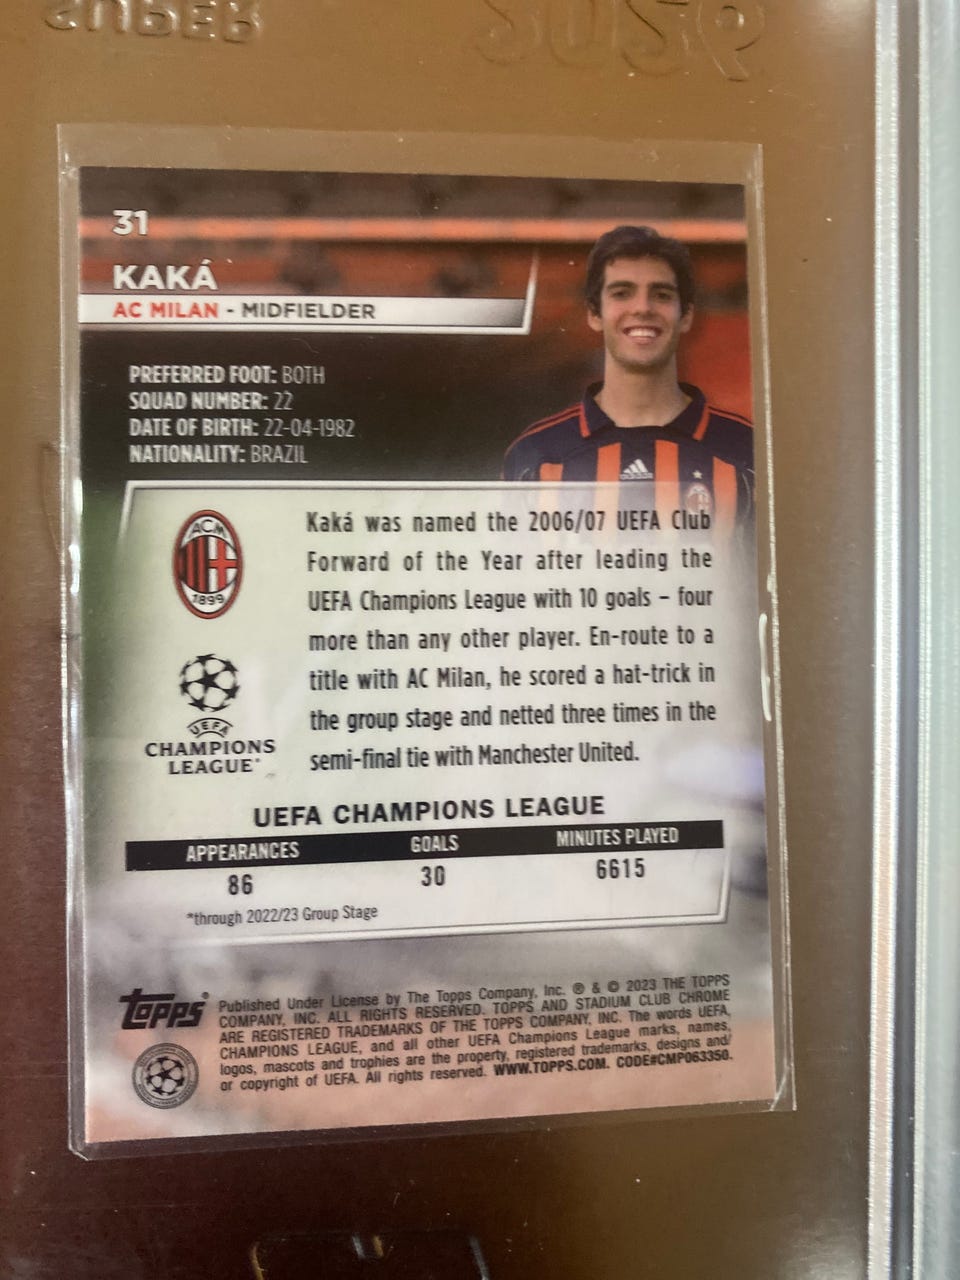 SUPER
31
KAKÁ
AC MILAN - MIDFIELDER
PREFERRED FOOT: BOTH
SQUAD NUMBER: 22
DATE OF BIRTH: 22-04-1982
NATIONALITY: BRAZIL
adidas
ACM
1899
Kaká was named the 2006/07 UEFA Club
Forward of the Year after leading the
UEFA Champions League with 10 goals – four
more than any other player. En-route to a
title with AC Milan, he scored a hat-trick in
the group stage and netted three times in the
semi-final tie with Manchester United.
UEFA
CHAMPIONS
LEAGUE®
UEFA CHAMPIONS LEAGUE
APPEARANCES GOALS MINUTES PLAYED
86 30 6615
*through 2022/23 Group Stage
Topps®
Published Under License by The Topps Company, Inc. ® & © 2023 THE TOPPS
COMPANY, INC. ALL RIGHTS RESERVED. TOPPS AND STADIUM CLUB CHROME
ARE REGISTERED TRADEMARKS OF THE TOPPS COMPANY, INC. The words UEFA,
CHAMPIONS LEAGUE, and all other UEFA Champions League marks, names,
logos, mascots and trophies are the property, registered trademarks, designs and/
or copyright of UEFA. All rights reserved. WWW.TOPPS.COM. CODE#CMP063350.